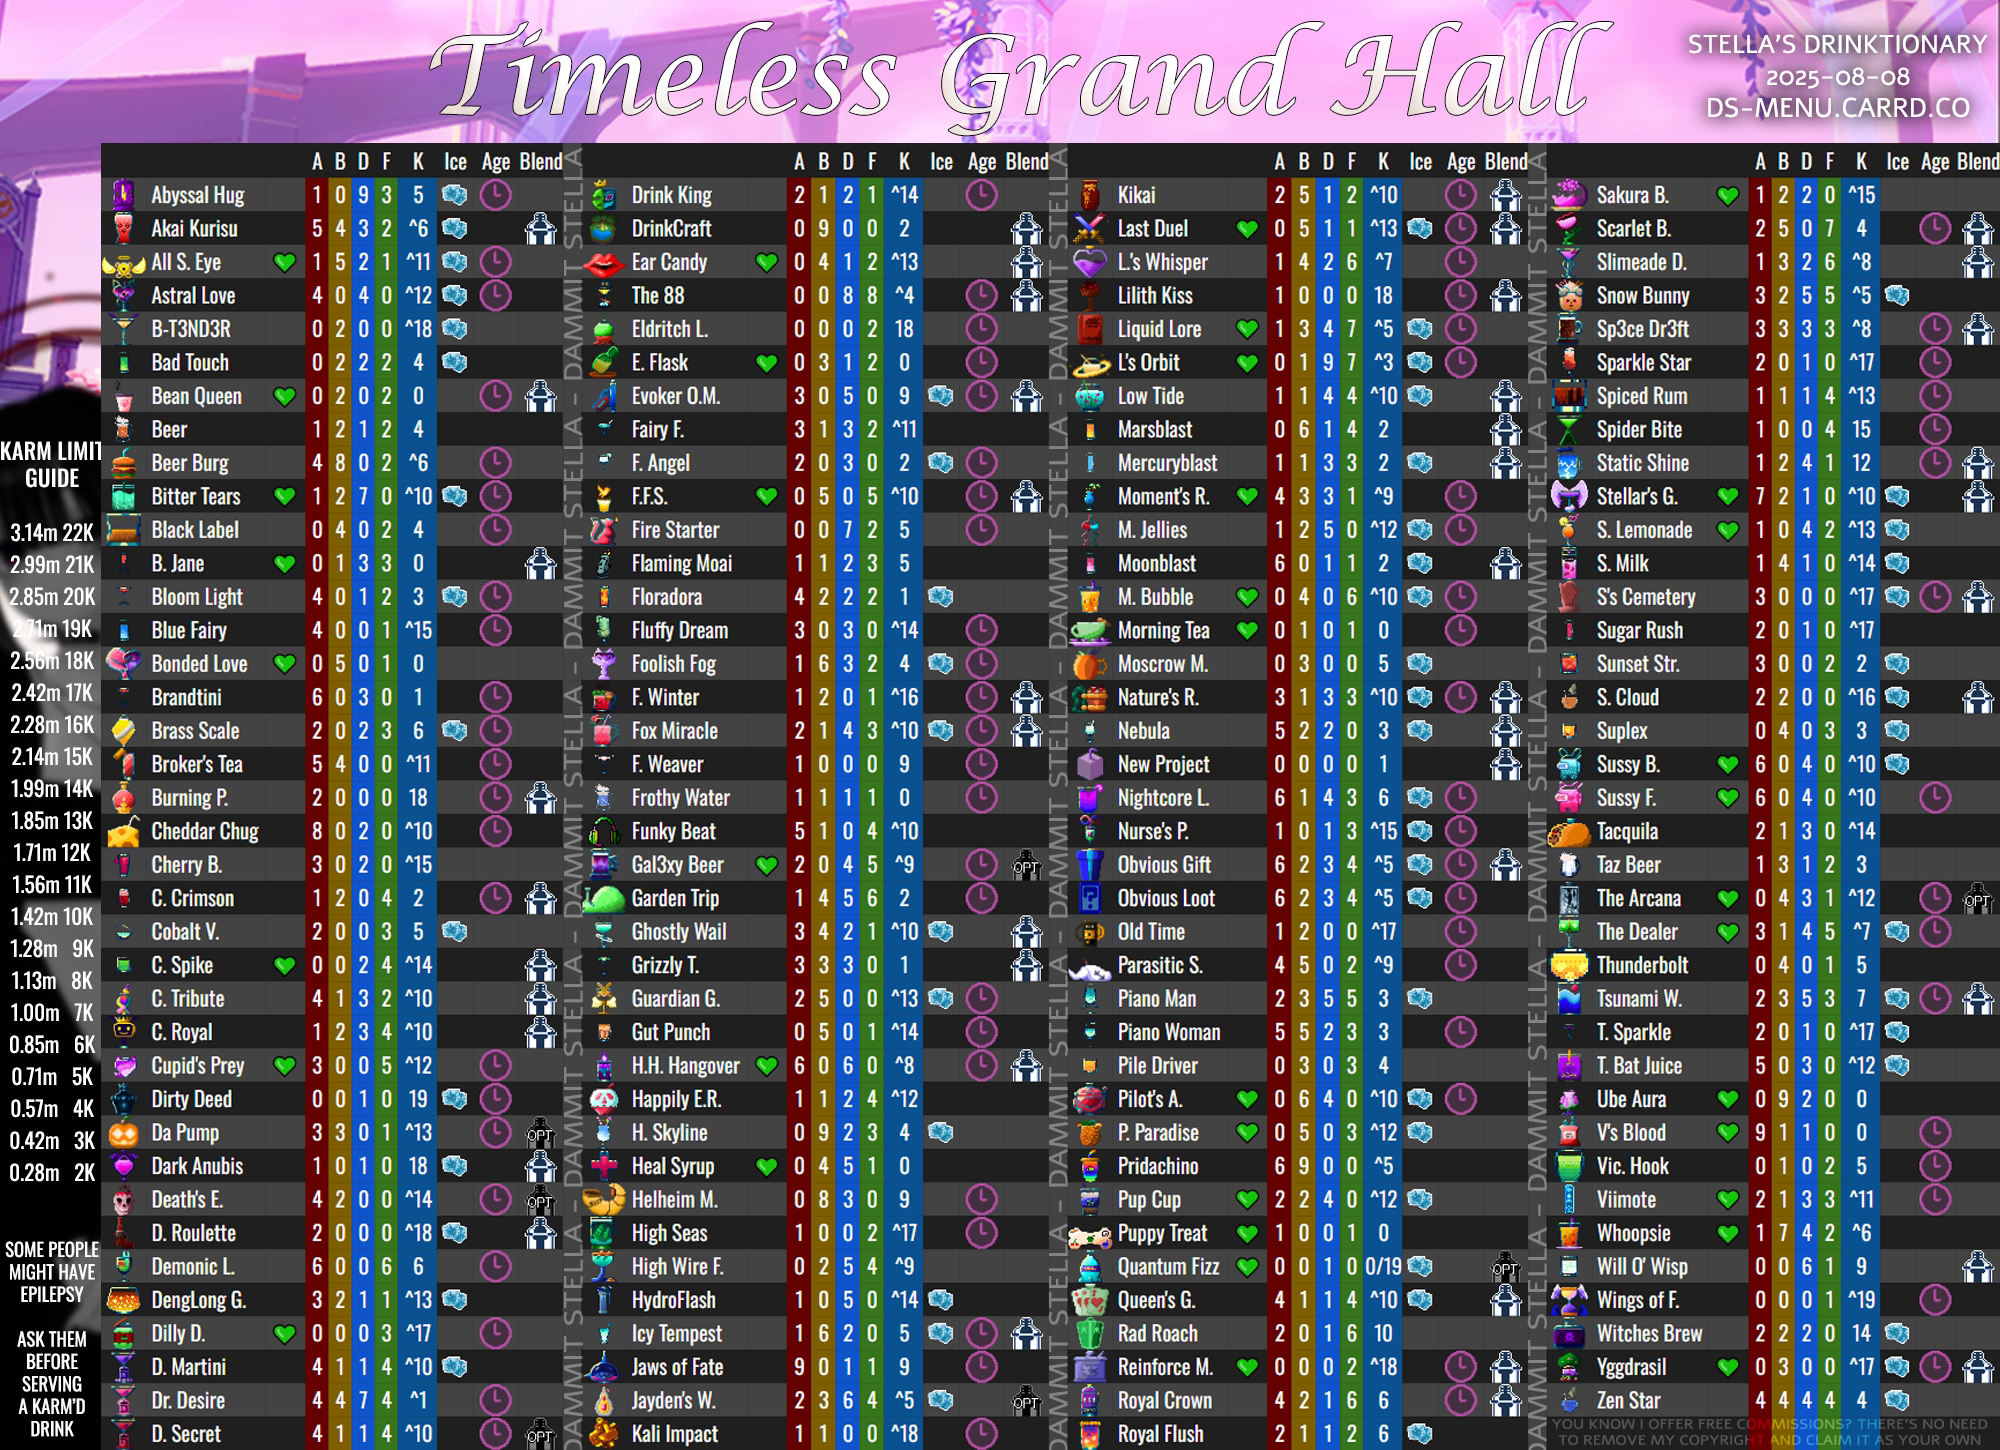 Timeless Grand Hall
STELLA'S DRINKTIONARY
2025-08-08
DS-MENU.CARRD.CO
A B D F K Ice Age Blend
Abyssal Hug 1 0 9 3 5
Akai Kurisu 5 4 3 2 ^6
All S. Eye 1 5 2 1 ^11
Astral Love 4 0 4 0 ^12
B-T3ND3R 0 2 0 0 ^18
Bad Touch 0 2 2 2 4
Bean Queen 0 2 0 2 0
Beer 1 2 1 2 4
Beer Burg 4 8 0 2 ^6
Bitter Tears 1 2 7 0 ^10
Black Label 0 4 0 2 4
B. Jane 0 1 3 3 0
Bloom Light 4 0 1 2 3
Blue Fairy 4 0 0 1 ^15
Bonded Love 0 5 0 1 0
Brandtini 6 0 3 0 1
Brass Scale 2 0 2 3 6
Broker's Tea 5 4 0 0 ^11
Burning P. 2 0 0 0 18
Cheddar Chug 8 0 2 0 ^10
Cherry B. 3 0 2 0 ^15
C. Crimson 1 2 0 4 2
Cobalt V. 2 0 0 3 5
C. Spike 0 0 2 4 ^14
C. Tribute 4 1 3 2 ^10
C. Royal 1 2 3 4 ^10
Cupid's Prey 3 0 0 5 ^12
Dirty Deed 0 0 1 0 19
Da Pump 3 3 0 1 ^13 OPT
Dark Anubis 1 0 1 0 18
Death's E. 4 2 0 0 ^14 OPT
D. Roulette 2 0 0 0 ^18
Demonic L. 6 0 0 6 6
DengLong G. 3 2 1 1 ^13
Dilly D. 0 0 0 3 ^17
D. Martini 4 1 1 4 ^10
Dr. Desire 4 4 7 4 ^1
D. Secret 4 1 1 4 ^10 OPT
A B D F K Ice Age Blend
Drink King 2 1 2 1 ^14
DrinkCraft 0 9 0 0 2
Ear Candy 0 4 1 2 ^13
The 88 0 0 8 8 ^4
Eldritch L. 0 0 0 2 18
E. Flask 0 3 1 2 0
Evoker O.M. 3 0 5 0 9
Fairy F. 3 1 3 2 ^11
F. Angel 2 0 3 0 2
F.F.S. 0 5 0 5 ^10
Fire Starter 0 0 7 2 5
Flaming Moai 1 1 2 3 5
Floradora 4 2 2 2 1
Fluffy Dream 3 0 3 0 ^14
Foolish Fog 1 6 3 2 4
F. Winter 1 2 0 1 ^16
Fox Miracle 2 1 4 3 ^10
F. Weaver 1 0 0 0 9
Frothy Water 1 1 1 1 0
Funky Beat 5 1 0 4 ^10
Gal3xy Beer 2 0 4 5 ^9 OPT
Garden Trip 1 4 5 6 2
Ghostly Wail 3 4 2 1 ^10
Grizzly T. 3 3 3 0 1
Guardian G. 2 5 0 0 ^13
Gut Punch 0 5 0 1 ^14
H.H. Hangover 6 0 6 0 ^8
Happily E.R. 1 1 2 4 ^12
H. Skyline 0 9 2 3 4
Heal Syrup 0 4 5 1 0
Helheim M. 0 8 3 0 9
High Seas 1 0 0 2 ^17
High Wire F. 0 2 5 4 ^9
HydroFlash 1 0 5 0 ^14
Icy Tempest 1 6 2 0 5
Jaws of Fate 9 0 1 1 9
Jayden's W. 2 3 6 4 ^5 OPT
Kali Impact 1 1 0 0 ^18
A B D F K Ice Age Blend
Kikai 2 5 1 2 ^10
Last Duel 0 5 1 1 ^13
L.'s Whisper 1 4 2 6 ^7
Lilith Kiss 1 0 0 0 18
Liquid Lore 1 3 4 7 ^5
L's Orbit 0 1 9 7 ^3
Low Tide 1 1 4 4 ^10
Marsblast 0 6 1 4 2
Mercuryblast 1 1 3 3 2
Moment's R. 4 3 3 1 ^9
M. Jellies 1 2 5 0 ^12
Moonblast 6 0 1 1 2
M. Bubble 0 4 0 6 ^10
Morning Tea 0 1 0 1 0
Moscrow M. 0 3 0 0 5
Nature's R. 3 1 3 3 ^10
Nebula 5 2 2 0 3
New Project 0 0 0 0 1
Nightcore L. 6 1 4 3 6
Nurse's P. 1 0 1 3 ^15
Obvious Gift 6 2 3 4 ^5
Obvious Loot 6 2 3 4 ^5
Old Time 1 2 0 0 ^17
Parasitic S. 4 5 0 2 ^9
Piano Man 2 3 5 5 3
Piano Woman 5 5 2 3 3
Pile Driver 0 3 0 3 4
Pilot's A. 0 6 4 0 ^10
P. Paradise 0 5 0 3 ^12
Pridachino 6 9 0 0 ^5
Pup Cup 2 2 4 0 ^12
Puppy Treat 1 0 0 1 0
Quantum Fizz 0 0 1 0 0/19 OPT
Queen's G. 4 1 1 4 ^10
Rad Roach 2 0 1 6 10
Reinforce M. 0 0 0 2 ^18
Royal Crown 4 2 1 6 6
Royal Flush 2 1 1 2 6
A B D F K Ice Age Blend
Sakura B. 1 2 2 0 ^15
Scarlet B. 2 5 0 7 4
Slimeade D. 1 3 2 6 ^8
Snow Bunny 3 2 5 5 ^5
Sp3ce Dr3ft 3 3 3 3 ^8
Sparkle Star 2 0 1 0 ^17
Spiced Rum 1 1 1 4 ^13
Spider Bite 1 0 0 4 15
Static Shine 1 2 4 1 12
Stellar's G. 7 2 1 0 ^10
S. Lemonade 1 0 4 2 ^13
S. Milk 1 4 1 0 ^14
S's Cemetery 3 0 0 0 ^17
Sugar Rush 2 0 1 0 ^17
Sunset Str. 3 0 0 2 2
S. Cloud 2 2 0 0 ^16
Suplex 0 4 0 3 3
Sussy B. 6 0 4 0 ^10
Sussy F. 6 0 4 0 ^10
Tacquila 2 1 3 0 ^14
Taz Beer 1 3 1 2 3
The Arcana 0 4 3 1 ^12 OPT
The Dealer 3 1 4 5 ^7
Thunderbolt 0 4 0 1 5
Tsunami W. 2 3 5 3 7
T. Sparkle 2 0 1 0 ^17
T. Bat Juice 5 0 3 0 ^12
Ube Aura 0 9 2 0 0
V's Blood 9 1 1 0 0
Vic. Hook 0 1 0 2 5
Viimote 2 1 3 3 ^11
Whoopsie 1 7 4 2 ^6
Will O' Wisp 0 0 6 1 9
Wings of F. 0 0 0 1 ^19
Witches Brew 2 2 2 0 14
Yggdrasil 0 3 0 0 ^17
Zen Star 4 4 4 4 4
YOU KNOW I OFFER FREE COMMISSIONS? THERE'S NO NEED
TO REMOVE MY COPYRIGHT AND CLAIM IT AS YOUR OWN
KARM LIMIT
GUIDE
3.14m 22K
2.99m 21K
2.85m 20K
2.71m 19K
2.56m 18K
2.42m 17K
2.28m 16K
2.14m 15K
1.99m 14K
1.85m 13K
1.71m 12K
1.56m 11K
1.42m 10K
1.28m 9K
1.13m 8K
1.00m 7K
0.85m 6K
0.71m 5K
0.57m 4K
0.42m 3K
0.28m 2K
SOME PEOPLE
MIGHT HAVE
EPILEPSY
ASK THEM
BEFORE
SERVING
A KARM'D
DRINK
DAMMIT STELLA - DAMMIT STELLA - DAMMIT STELLA - DAMMIT STELLA
DAMMIT STELLA - DAMMIT STELLA - DAMMIT STELLA - DAMMIT STELLA
DAMMIT STELLA - DAMMIT STELLA - DAMMIT STELLA - DAMMIT STELLA